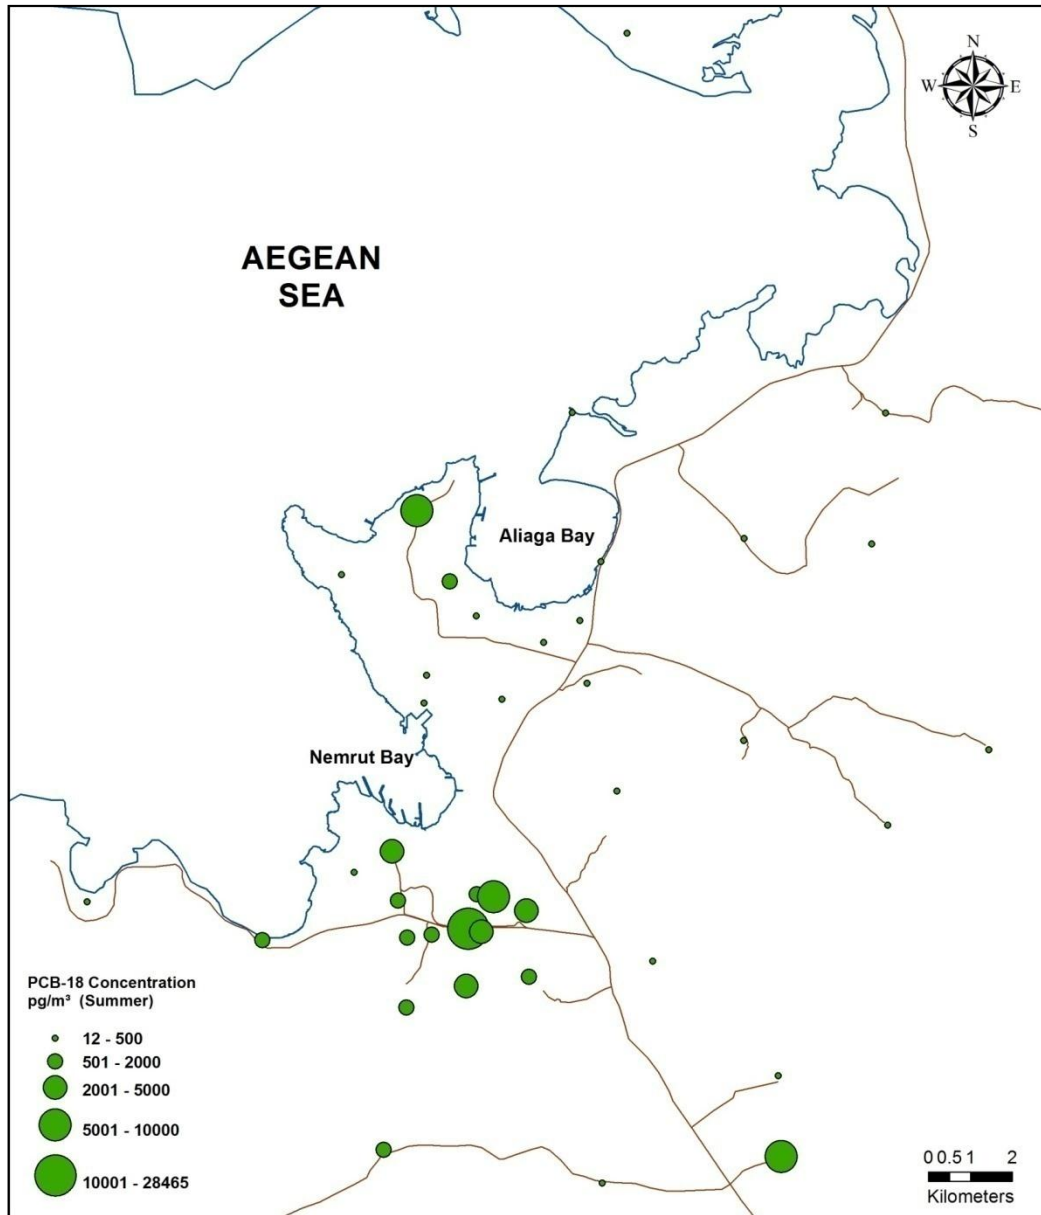 N
W E
S
AEGEAN
SEA
Aliaga Bay
Nemrut Bay
PCB-18 Concentration
pg/m³ (Summer)
12 - 500
501 - 2000
2001 - 5000
5001 - 10000
10001 - 28465
0 0.5 1 2
Kilometers